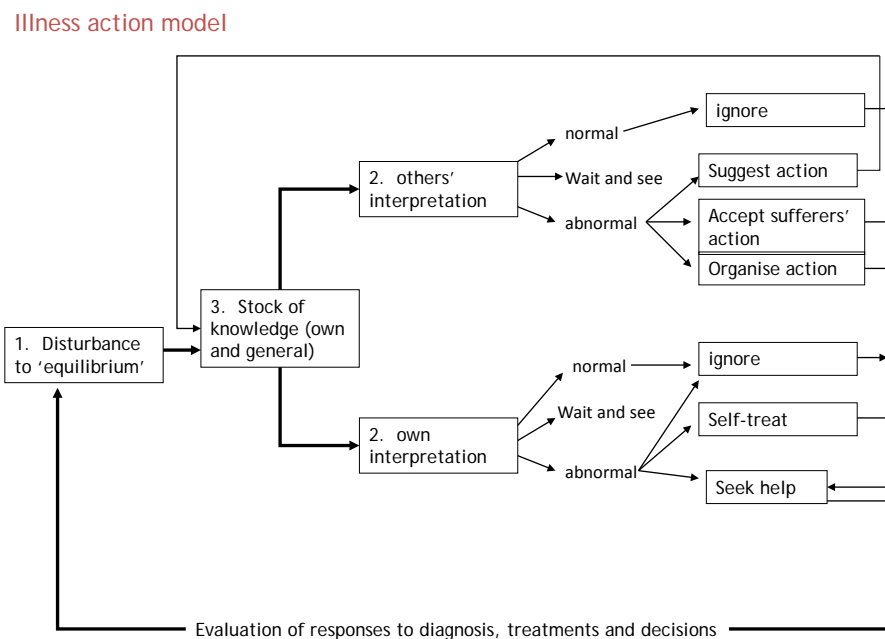 Illness action model
ignore
normal
2. others'
interpretation
Wait and see
Suggest action
abnormal
Accept sufferers'
action
Organise action
3. Stock of
knowledge (own
and general)
1. Disturbance
to 'equilibrium'
ignore
normal
Wait and see
Self-treat
2. own
interpretation
abnormal
Seek help
Evaluation of responses to diagnosis, treatments and decisions